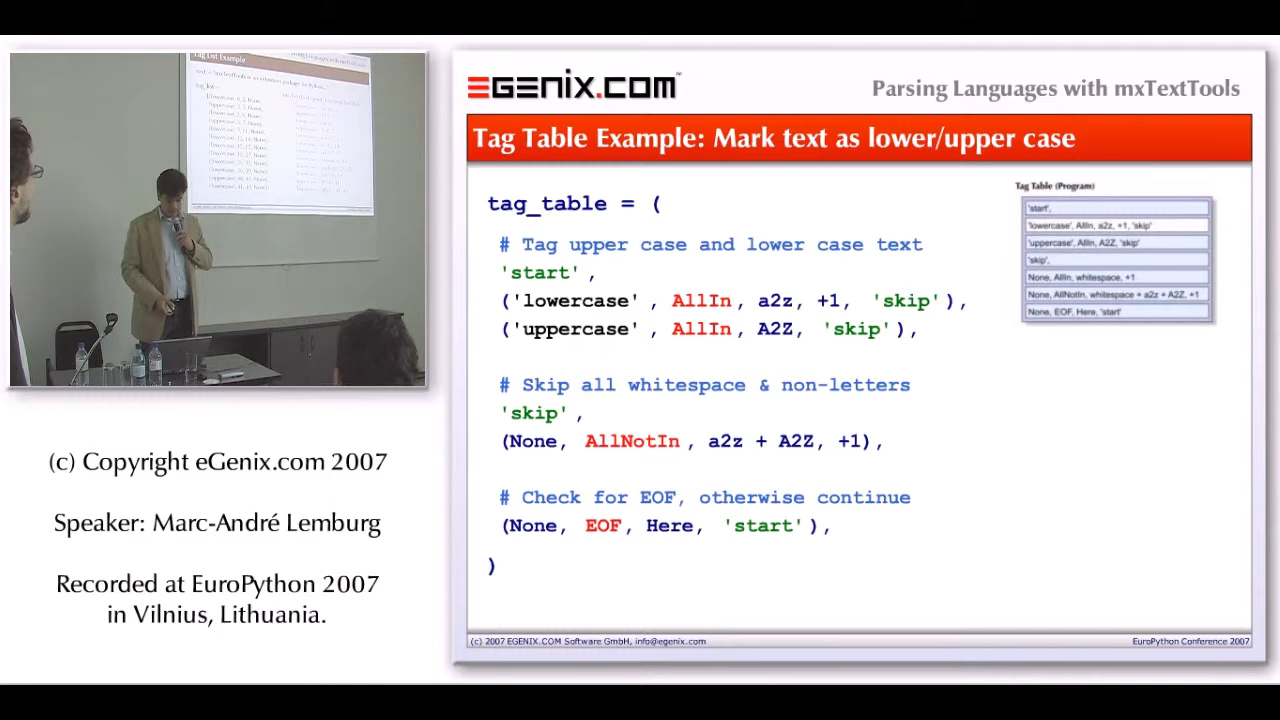 Tag List Example
EGENIX.COM™
Parsing Languages with mxTextTools
Tag Table Example: Mark text as lower/upper case
tag_table = (
# Tag upper case and lower case text
'start',
('lowercase', AllIn, a2z, +1, 'skip'),
('uppercase', AllIn, A2Z, 'skip'),
# Skip all whitespace & non-letters
'skip',
(None, AllNotIn, a2z + A2Z, +1),
# Check for EOF, otherwise continue
(None, EOF, Here, 'start'),
)
Tag Table (Program)
'start',
'lowercase', AllIn, a2z, +1, 'skip'
'uppercase', AllIn, A2Z, 'skip'
'skip',
None, AllIn, whitespace, +1
None, AllNotIn, whitespace + a2z + A2Z, +1
None, EOF, Here, 'start'
(c) 2007 EGENIX.COM Software GmbH, info@egenix.com
EuroPython Conference 2007
(c) Copyright eGenix.com 2007
Speaker: Marc-André Lemburg
Recorded at EuroPython 2007
in Vilnius, Lithuania.